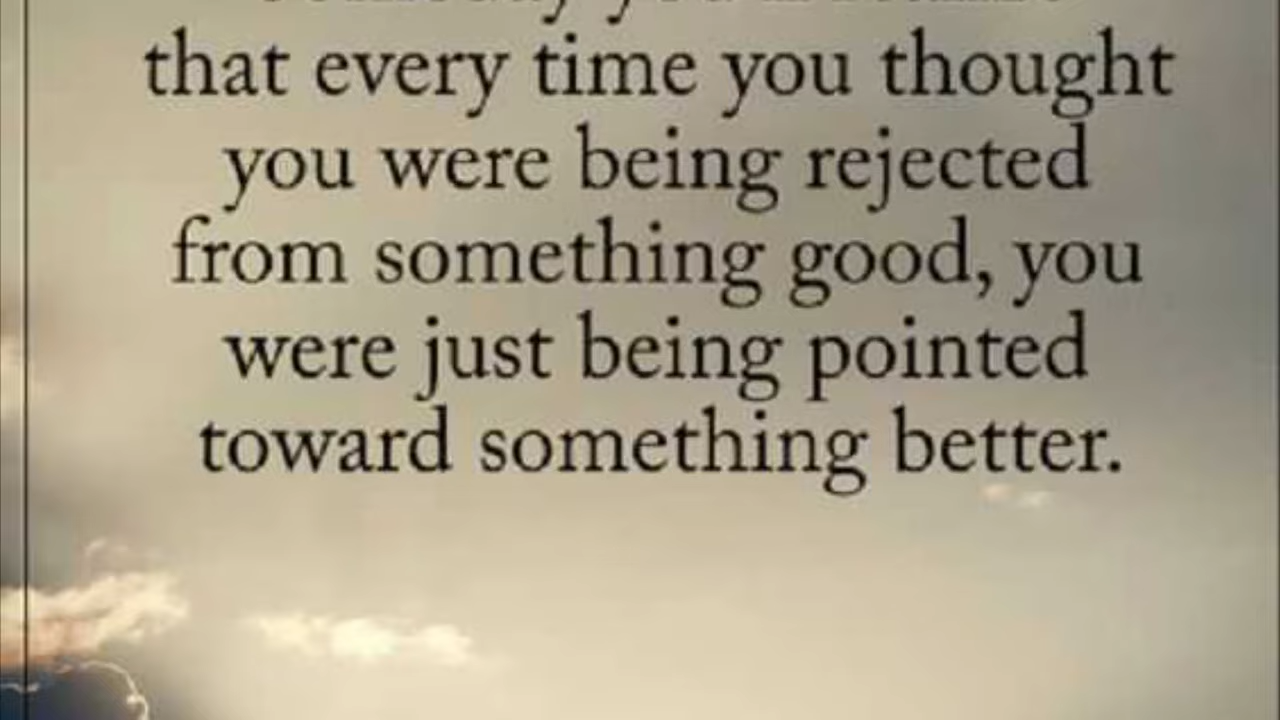 that every time you thought
you were being rejected
from something good, you
were just being pointed
toward something better.